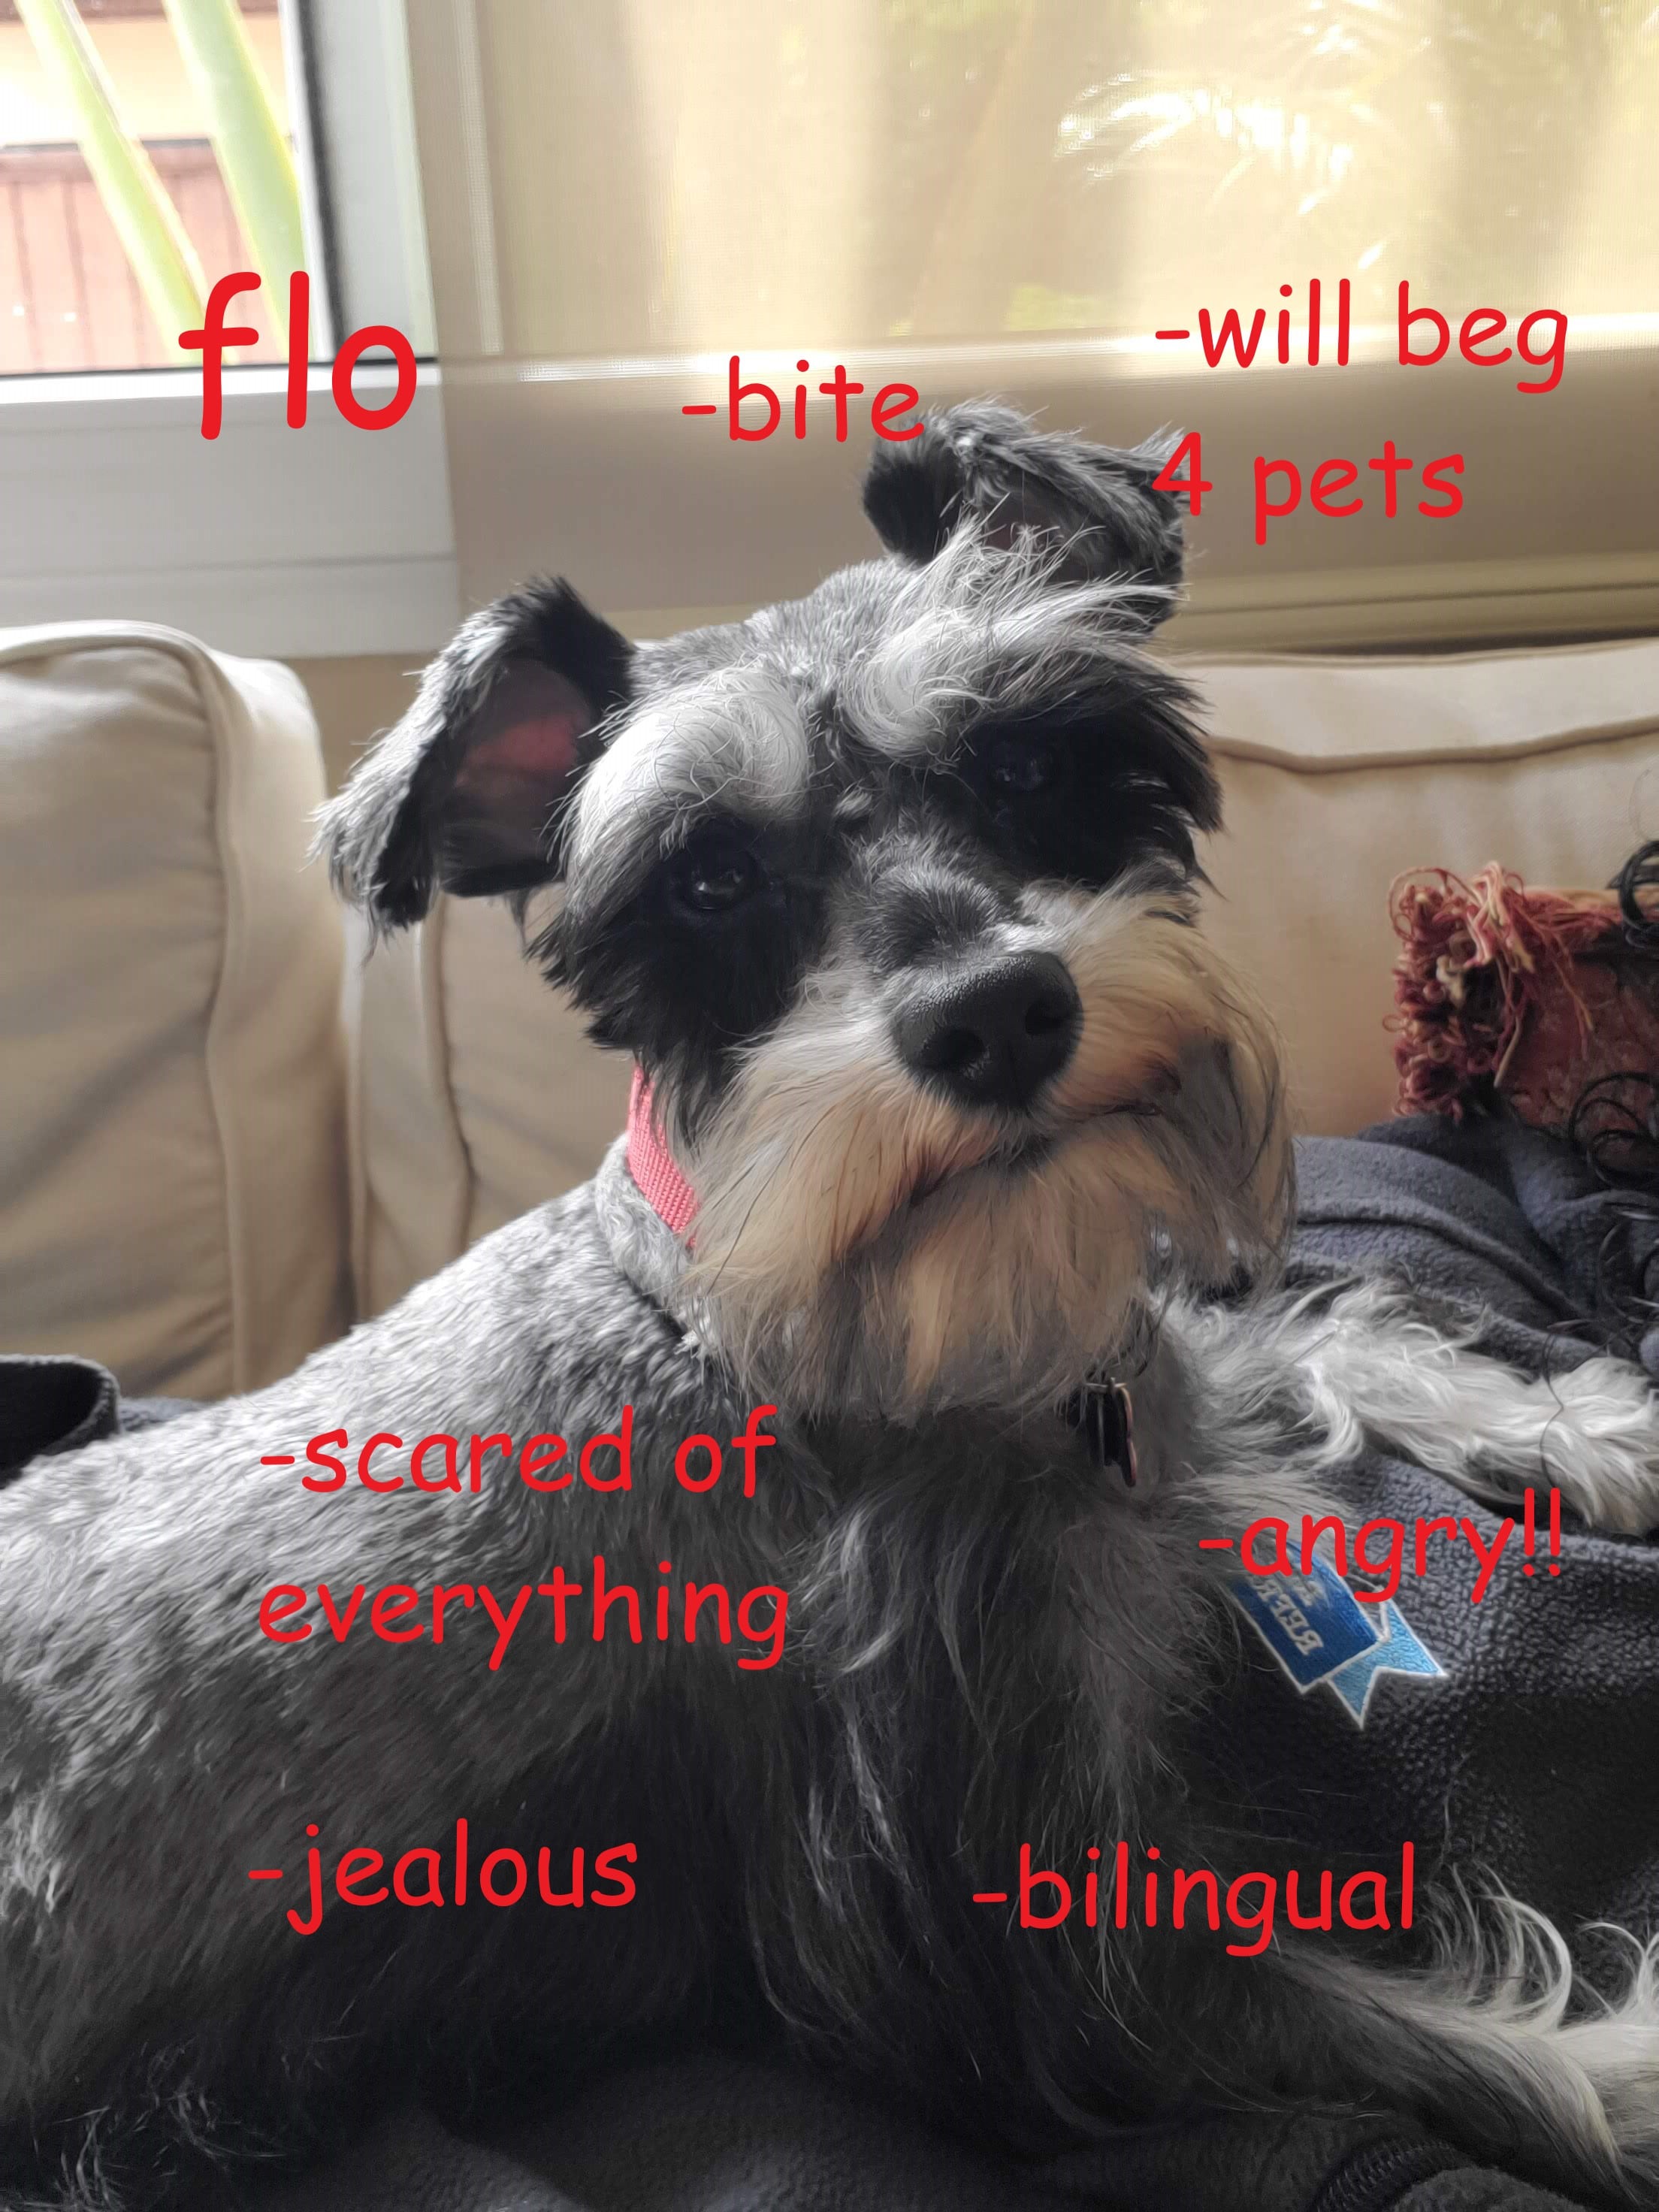 flo
-bite
-will beg
4 pets
-scared of
everything
-angry!!
-jealous
-bilingual